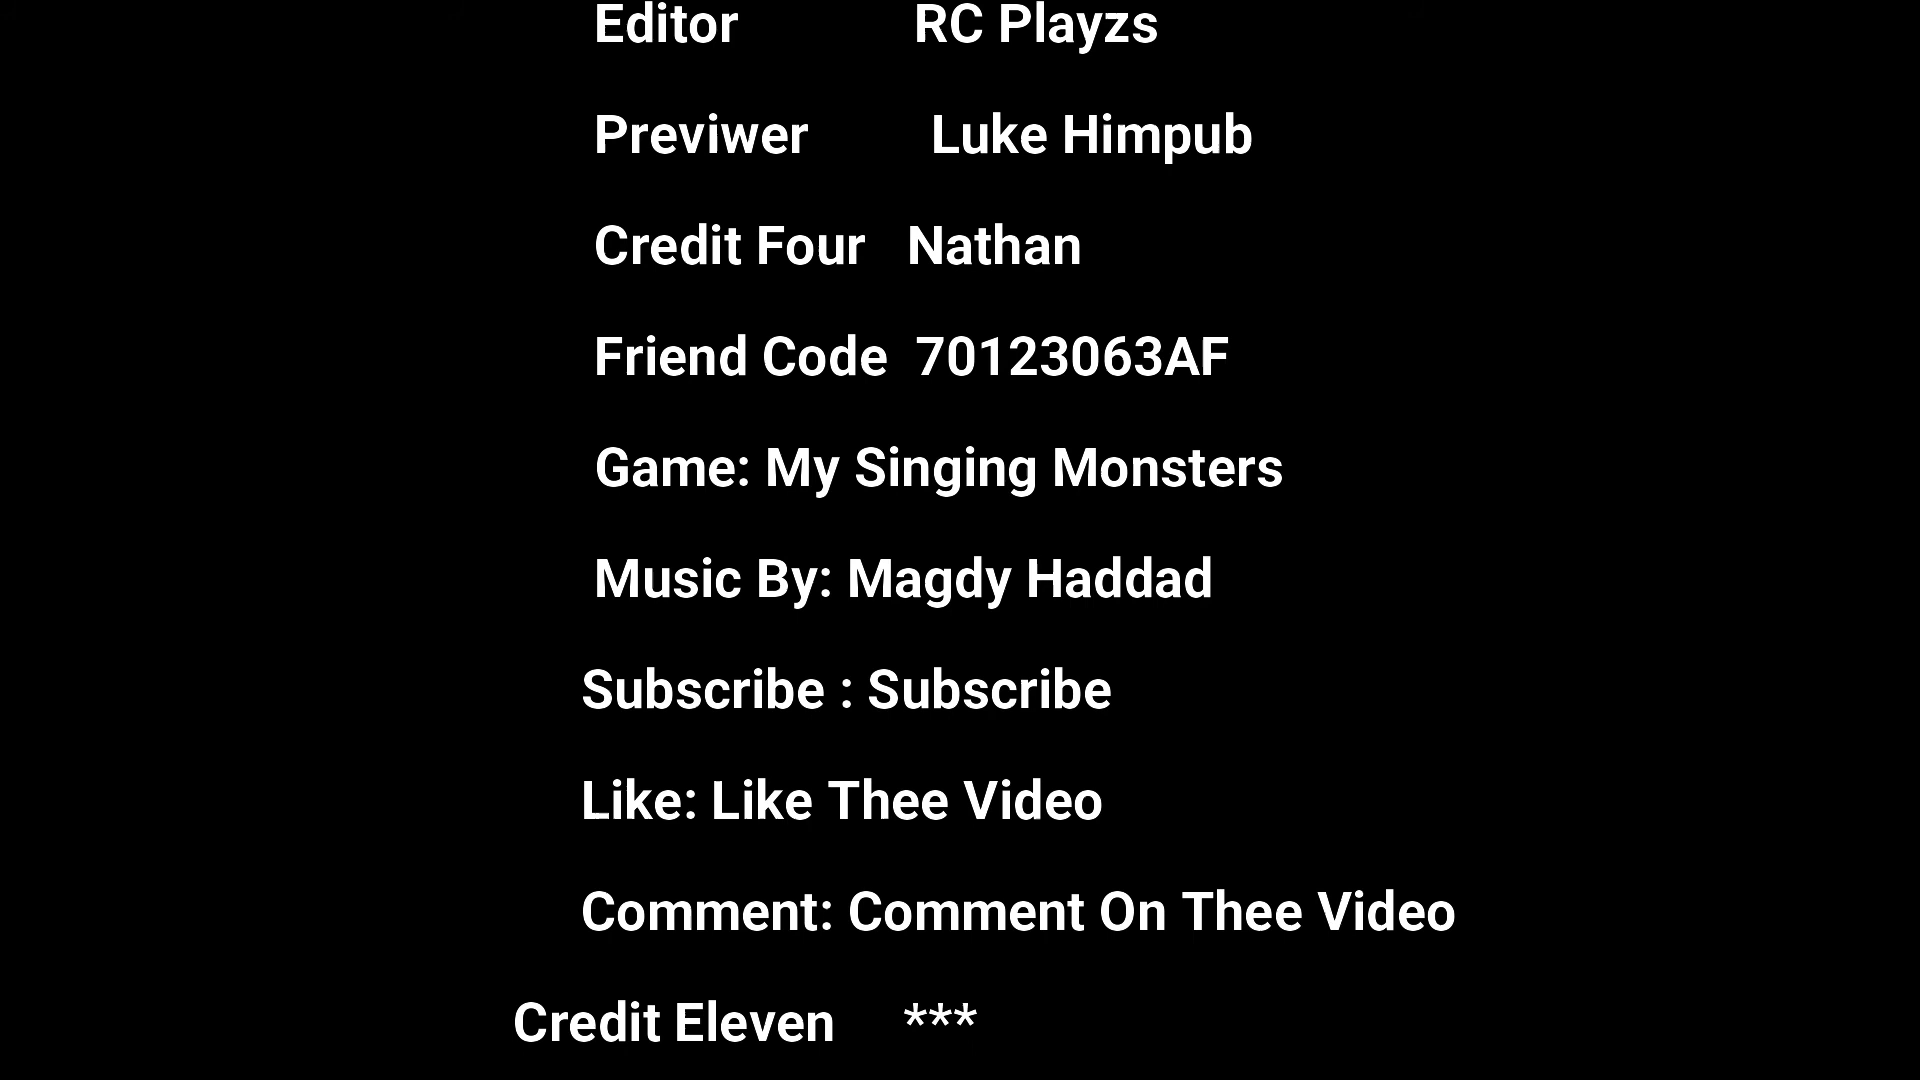 Editor RC Playzs
Previwer Luke Himpub
Credit Four Nathan
Friend Code 70123063AF
Game: My Singing Monsters
Music By: Magdy Haddad
Subscribe : Subscribe
Like: Like Thee Video
Comment: Comment On Thee Video
Credit Eleven ***